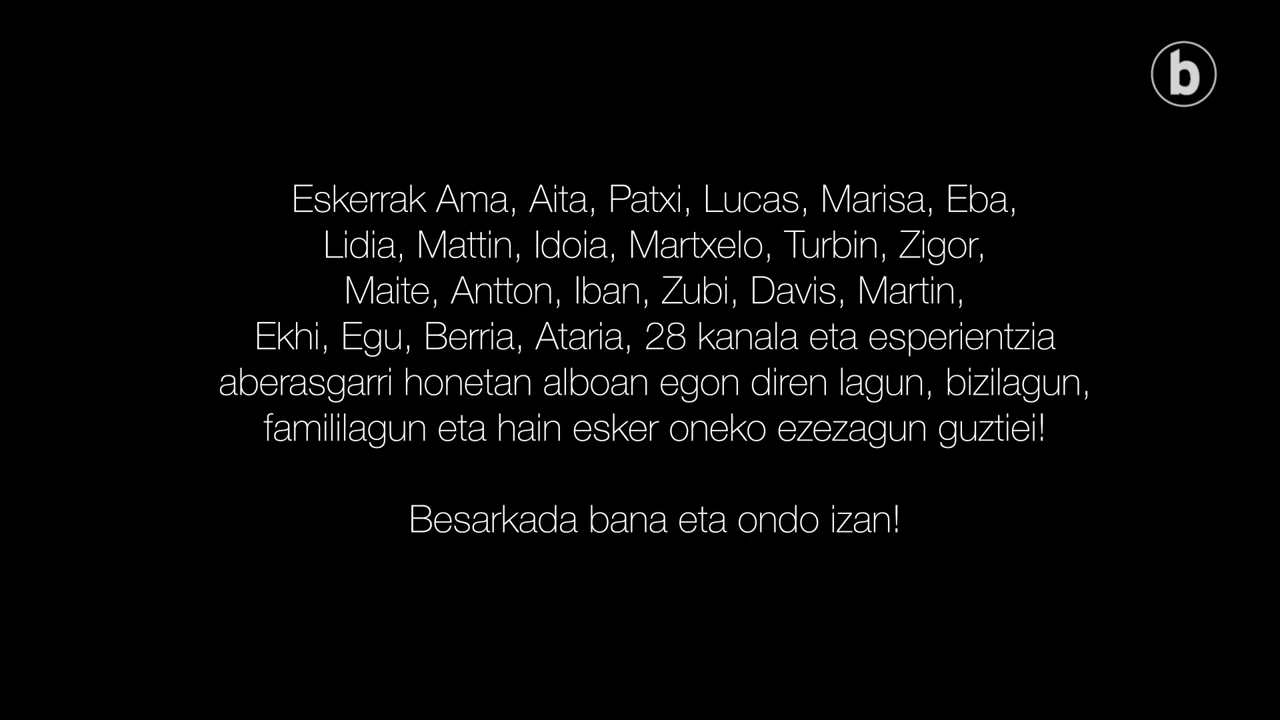 b
Eskerrak Ama, Aita, Patxi, Lucas, Marisa, Eba,
Lidia, Mattin, Idoia, Martxelo, Turbin, Zigor,
Maite, Antton, Iban, Zubi, Davis, Martin,
Ekhi, Egu, Berria, Ataria, 28 kanala eta esperientzia
aberasgarri honetan alboan egon diren lagun, bizilagun,
famililagun eta hain esker oneko ezezagun guztiei!
Besarkada bana eta ondo izan!